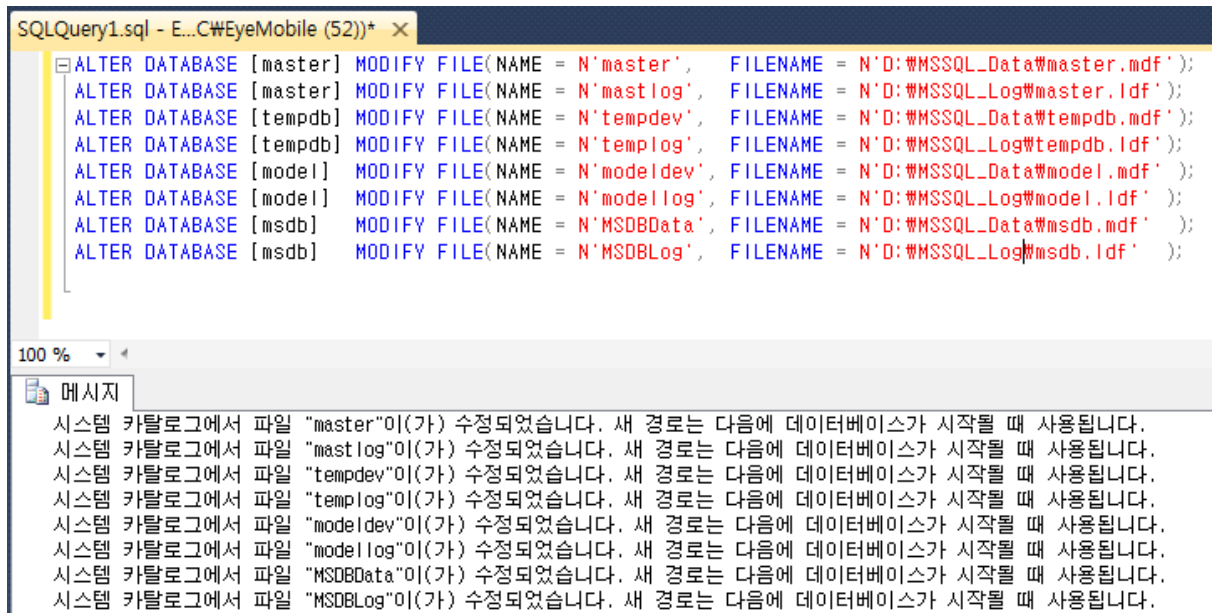 SQLQuery1.sql - E...C₩EyeMobile (52))* ×
ALTER DATABASE [master] MODIFY FILE(NAME = N'master', FILENAME = N'D:₩MSSQL_Data₩master.mdf');
ALTER DATABASE [master] MODIFY FILE(NAME = N'mastlog', FILENAME = N'D:₩MSSQL_Log₩master.ldf');
ALTER DATABASE [tempdb] MODIFY FILE(NAME = N'tempdev', FILENAME = N'D:₩MSSQL_Data₩tempdb.mdf');
ALTER DATABASE [tempdb] MODIFY FILE(NAME = N'templog', FILENAME = N'D:₩MSSQL_Log₩tempdb.ldf');
ALTER DATABASE [model] MODIFY FILE(NAME = N'modeldev', FILENAME = N'D:₩MSSQL_Data₩model.mdf' );
ALTER DATABASE [model] MODIFY FILE(NAME = N'modellog', FILENAME = N'D:₩MSSQL_Log₩model.ldf' );
ALTER DATABASE [msdb] MODIFY FILE(NAME = N'MSDBData', FILENAME = N'D:₩MSSQL_Data₩msdb.mdf' );
ALTER DATABASE [msdb] MODIFY FILE(NAME = N'MSDBLog', FILENAME = N'D:₩MSSQL_Log₩msdb.ldf' );
100 %
메시지
시스템 카탈로그에서 파일 "master"이(가) 수정되었습니다. 새 경로는 다음에 데이터베이스가 시작될 때 사용됩니다.
시스템 카탈로그에서 파일 "mastlog"이(가) 수정되었습니다. 새 경로는 다음에 데이터베이스가 시작될 때 사용됩니다.
시스템 카탈로그에서 파일 "tempdev"이(가) 수정되었습니다. 새 경로는 다음에 데이터베이스가 시작될 때 사용됩니다.
시스템 카탈로그에서 파일 "templog"이(가) 수정되었습니다. 새 경로는 다음에 데이터베이스가 시작될 때 사용됩니다.
시스템 카탈로그에서 파일 "modeldev"이(가) 수정되었습니다. 새 경로는 다음에 데이터베이스가 시작될 때 사용됩니다.
시스템 카탈로그에서 파일 "modellog"이(가) 수정되었습니다. 새 경로는 다음에 데이터베이스가 시작될 때 사용됩니다.
시스템 카탈로그에서 파일 "MSDBData"이(가) 수정되었습니다. 새 경로는 다음에 데이터베이스가 시작될 때 사용됩니다.
시스템 카탈로그에서 파일 "MSDBLog"이(가) 수정되었습니다. 새 경로는 다음에 데이터베이스가 시작될 때 사용됩니다.